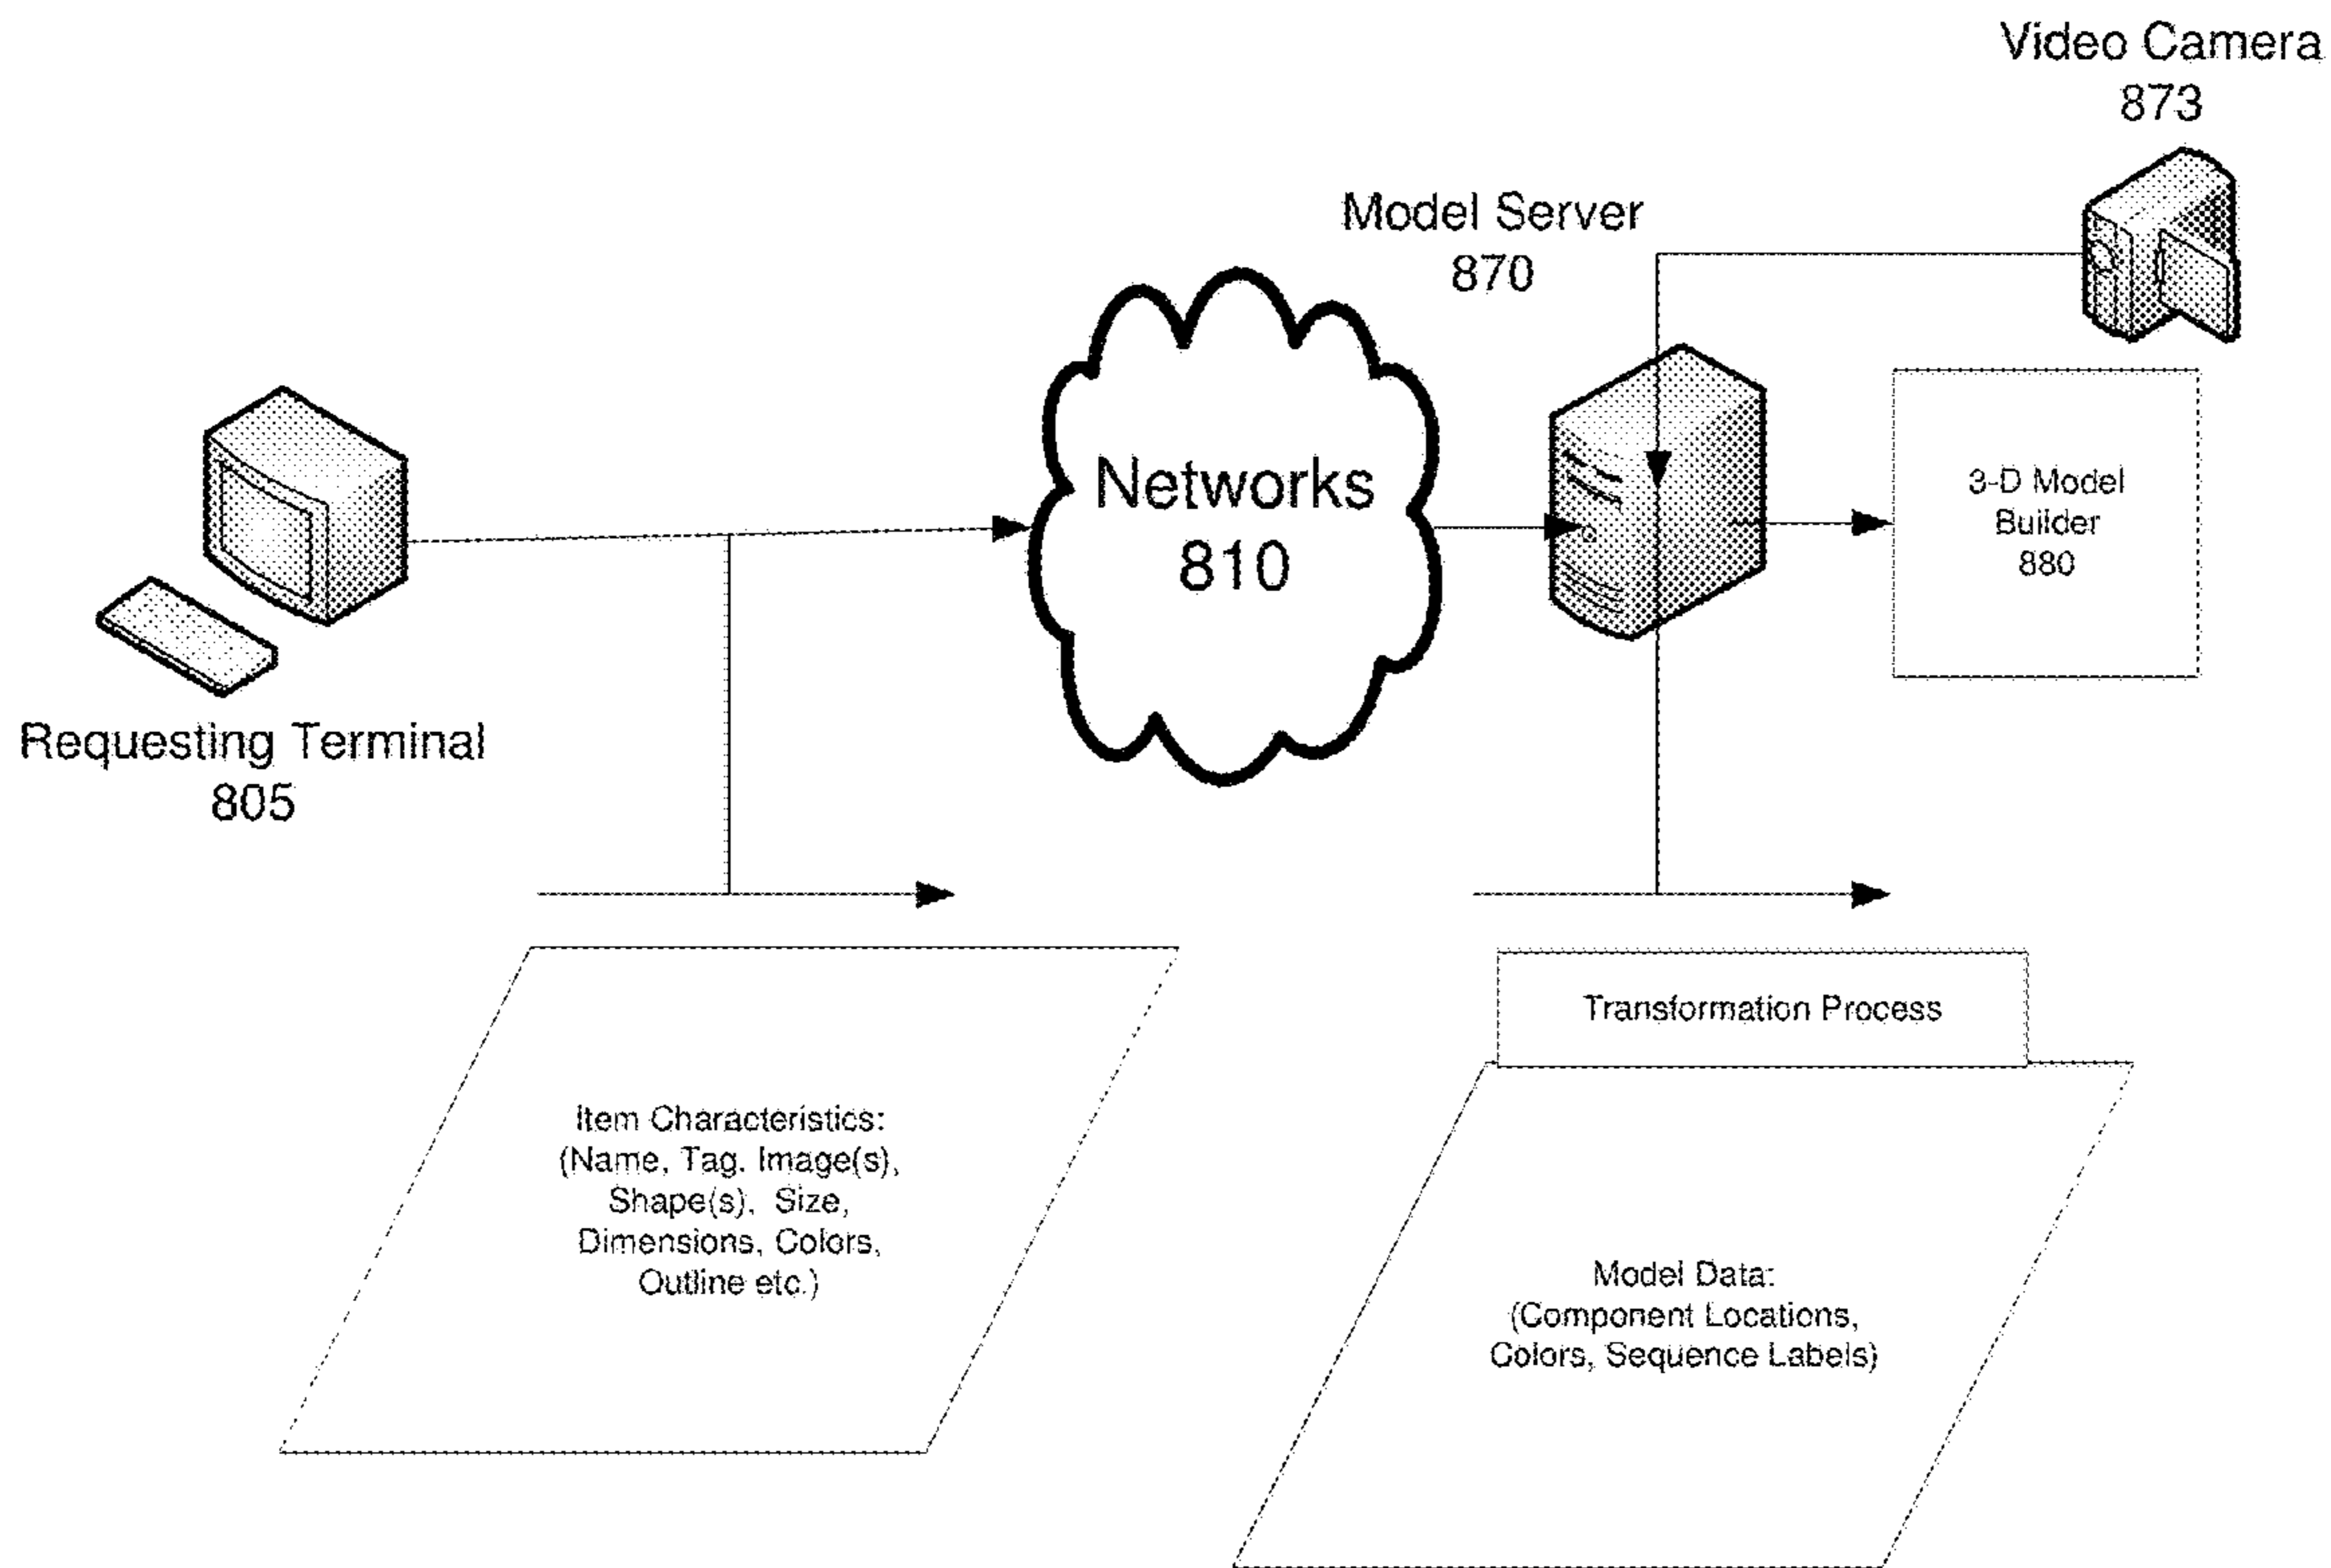 Video Camera
873
Model Server
870
Networks
810
3-D Model
Builder
880
Requesting Terminal
805
Transformation Process
Item Characteristics:
(Name, Tag. Image(s),
Shape(s), Size,
Dimensions, Colors,
Outline etc.)
Model Data:
(Component Locations,
Colors, Sequence Labels)